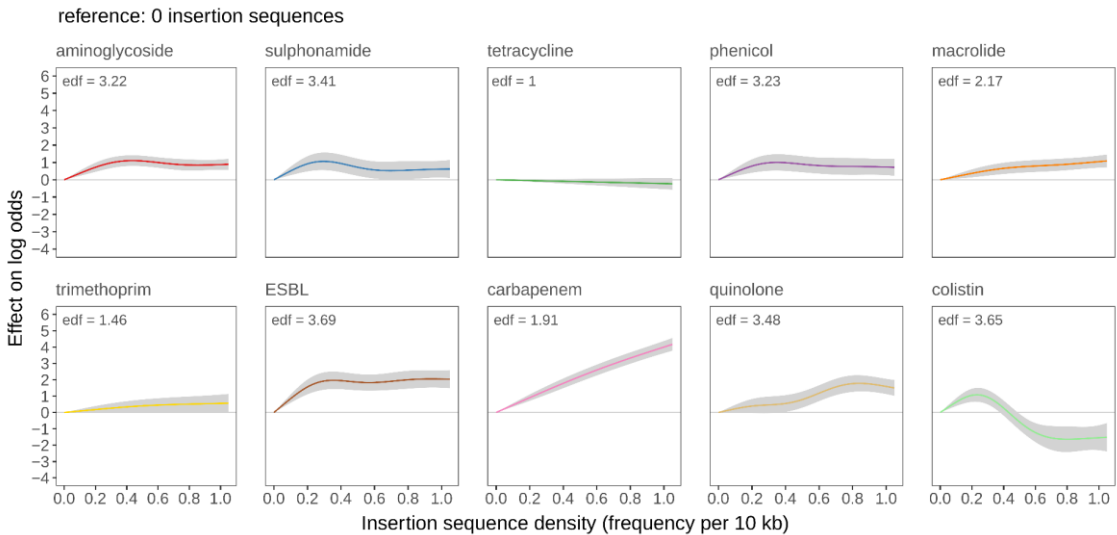 reference: 0 insertion sequences
aminoglycoside sulphonamide tetracycline phenicol macrolide
edf = 3.22 edf = 3.41 edf = 1 edf = 3.23 edf = 2.17
6
5
4
3
2
1
0
−1
−2
−3
−4
trimethoprim ESBL carbapenem quinolone colistin
edf = 1.46 edf = 3.69 edf = 1.91 edf = 3.48 edf = 3.65
6
5
4
3
2
1
0
−1
−2
−3
−4
0.0 0.2 0.4 0.6 0.8 1.0 0.0 0.2 0.4 0.6 0.8 1.0 0.0 0.2 0.4 0.6 0.8 1.0 0.0 0.2 0.4 0.6 0.8 1.0 0.0 0.2 0.4 0.6 0.8 1.0
Insertion sequence density (frequency per 10 kb)
Effect on log odds